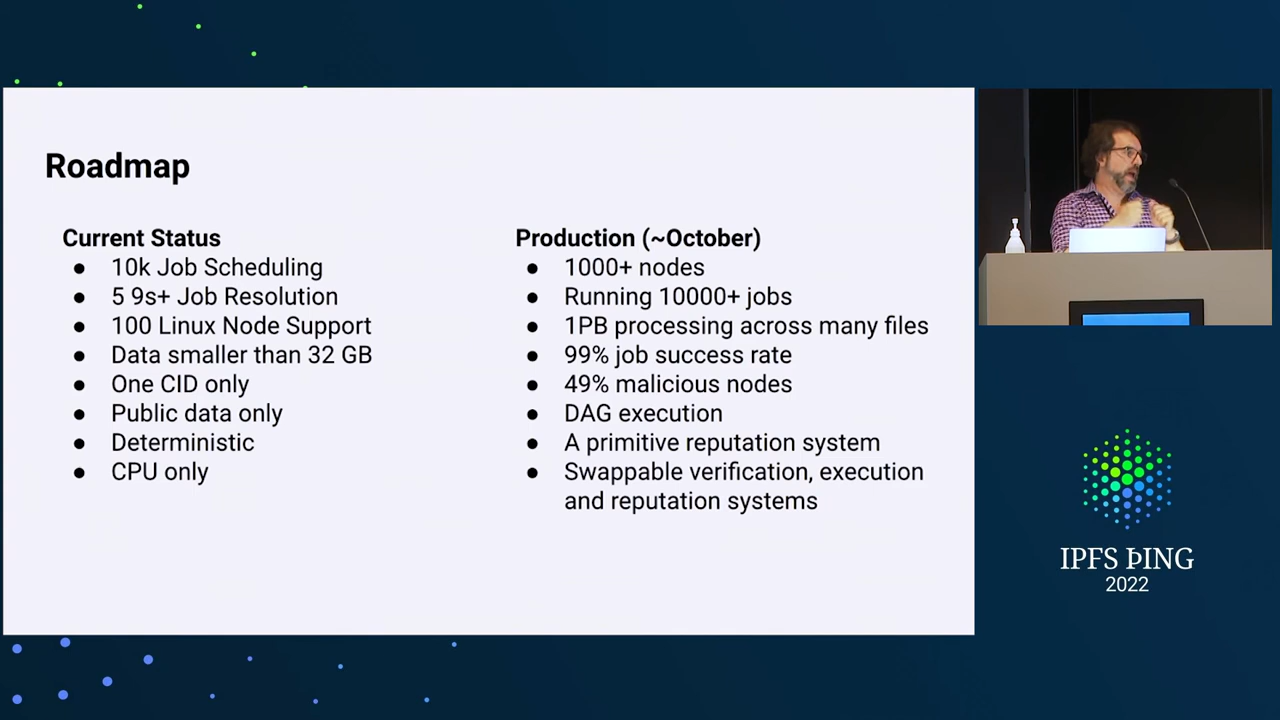 Roadmap
Current Status
● 10k Job Scheduling
● 5 9s+ Job Resolution
● 100 Linux Node Support
● Data smaller than 32 GB
● One CID only
● Public data only
● Deterministic
● CPU only
Production (~October)
● 1000+ nodes
● Running 10000+ jobs
● 1PB processing across many files
● 99% job success rate
● 49% malicious nodes
● DAG execution
● A primitive reputation system
● Swappable verification, execution
and reputation systems
IPFS ÞING
2022